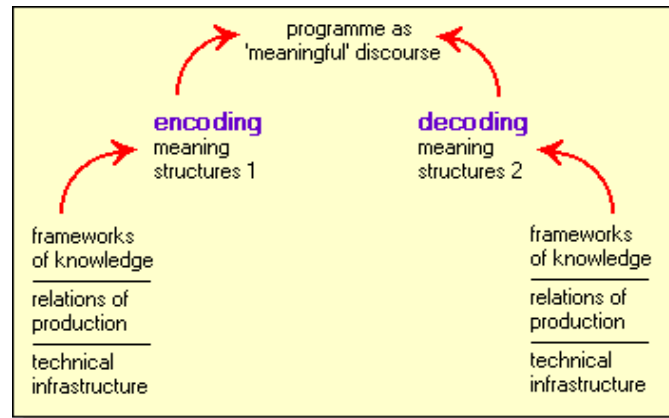 programme as
'meaningful' discourse
encoding
meaning
structures 1
decoding
meaning
structures 2
frameworks
of knowledge
relations of
production
technical
infrastructure
frameworks
of knowledge
relations of
production
technical
infrastructure